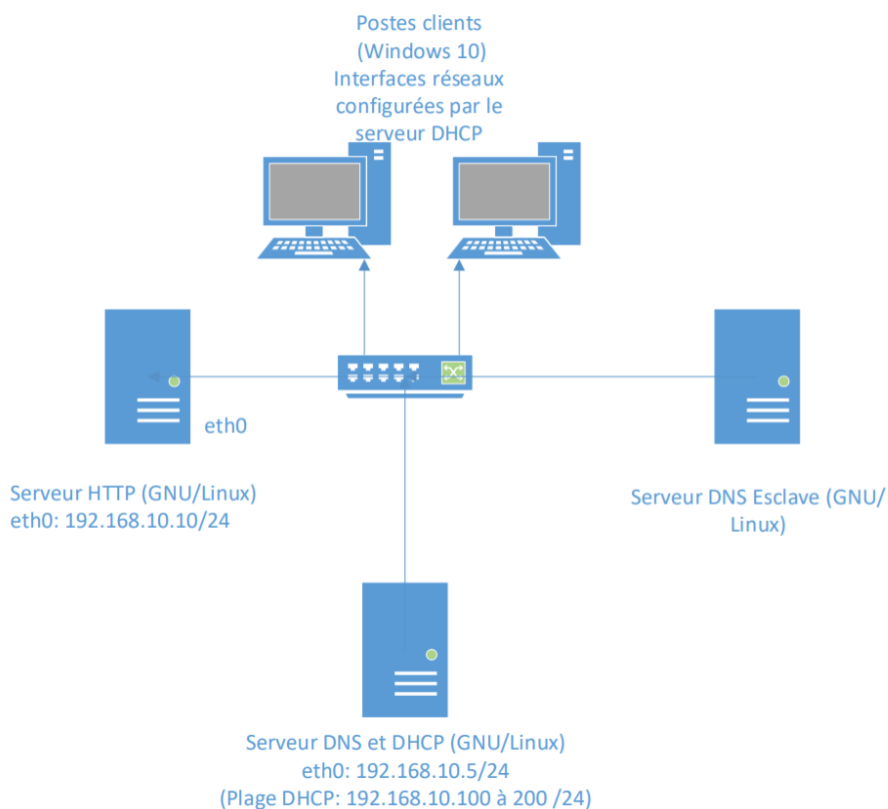 Postes clients
(Windows 10)
Interfaces réseaux
configurées par le
serveur DHCP
eth0
Serveur HTTP (GNU/Linux)
eth0: 192.168.10.10/24
Serveur DNS Esclave (GNU/
Linux)
Serveur DNS et DHCP (GNU/Linux)
eth0: 192.168.10.5/24
(Plage DHCP: 192.168.10.100 à 200 /24)